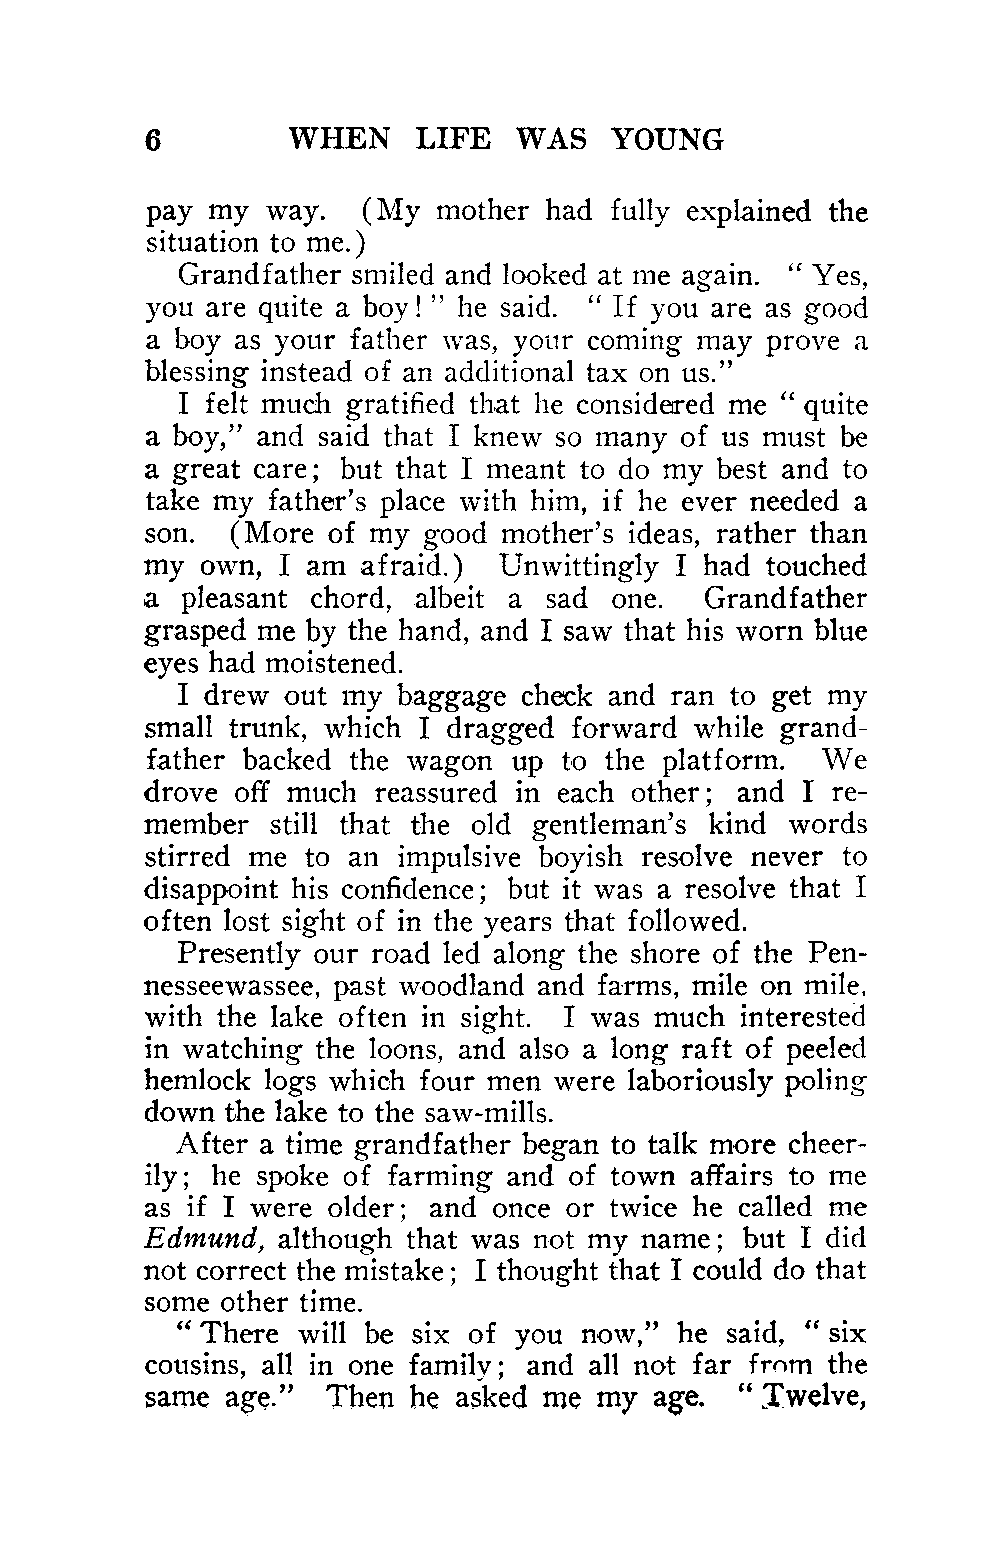 6 WHEN LIFE WAS YOUNG
pay my way. (My mother had fully explained the
situation to me.)
Grandfather smiled and looked at me again. “ Yes,
you are quite a boy! ” he said. “ If you are as good
a boy as your father was, your coming may prove a
blessing instead of an additional tax on us.”
I felt much gratified that he considered me “ quite
a boy,” and said that I knew so many of us must be
a great care; but that I meant to do my best and to
take my father’s place with him, if he ever needed a
son. (More of my good mother’s ideas, rather than
my own, I am afraid.) Unwittingly I had touched
a pleasant chord, albeit a sad one. Grandfather
grasped me by the hand, and I saw that his worn blue
eyes had moistened.
I drew out my baggage check and ran to get my
small trunk, which I dragged forward while grand-
father backed the wagon up to the platform. We
drove off much reassured in each other; and I re-
member still that the old gentleman’s kind words
stirred me to an impulsive boyish resolve never to
disappoint his confidence; but it was a resolve that I
often lost sight of in the years that followed.
Presently our road led along the shore of the Pen-
nesseewassee, past woodland and farms, mile on mile,
with the lake often in sight. I was much interested
in watching the loons, and also a long raft of peeled
hemlock logs which four men were laboriously poling
down the lake to the saw-mills.
After a time grandfather began to talk more cheer-
ily; he spoke of farming and of town affairs to me
as if I were older; and once or twice he called me
Edmund, although that was not my name; but I did
not correct the mistake; I thought that I could do that
some other time.
“ There will be six of you now,” he said, “ six
cousins, all in one family; and all not far from the
same age.” Then he asked me my age. “ Twelve,